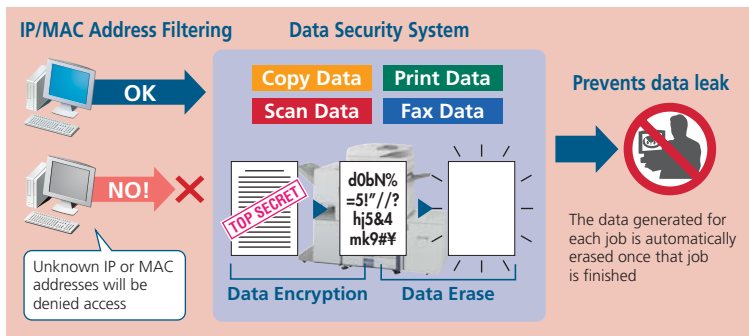 IP/MAC Address Filtering
Data Security System
OK
NO!
Unknown IP or MAC
addresses will be
denied access
Copy Data
Print Data
Scan Data
Fax Data
TOP SECRET
d0bN%
=5!"//?
hj5&4
mk9#¥
Data Encryption
Data Erase
Prevents data leak
The data generated for
each job is automatically
erased once that job
is finished